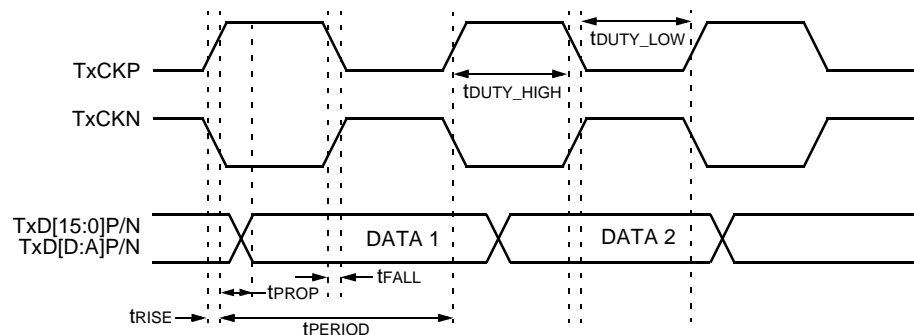 TxCKP
tDUTY_LOW
tDUTY_HIGH
TxCKN
TxD[15:0]P/N
TxD[D:A]P/N
DATA 1
DATA 2
tFALL
tPROP
tRISE
tPERIOD